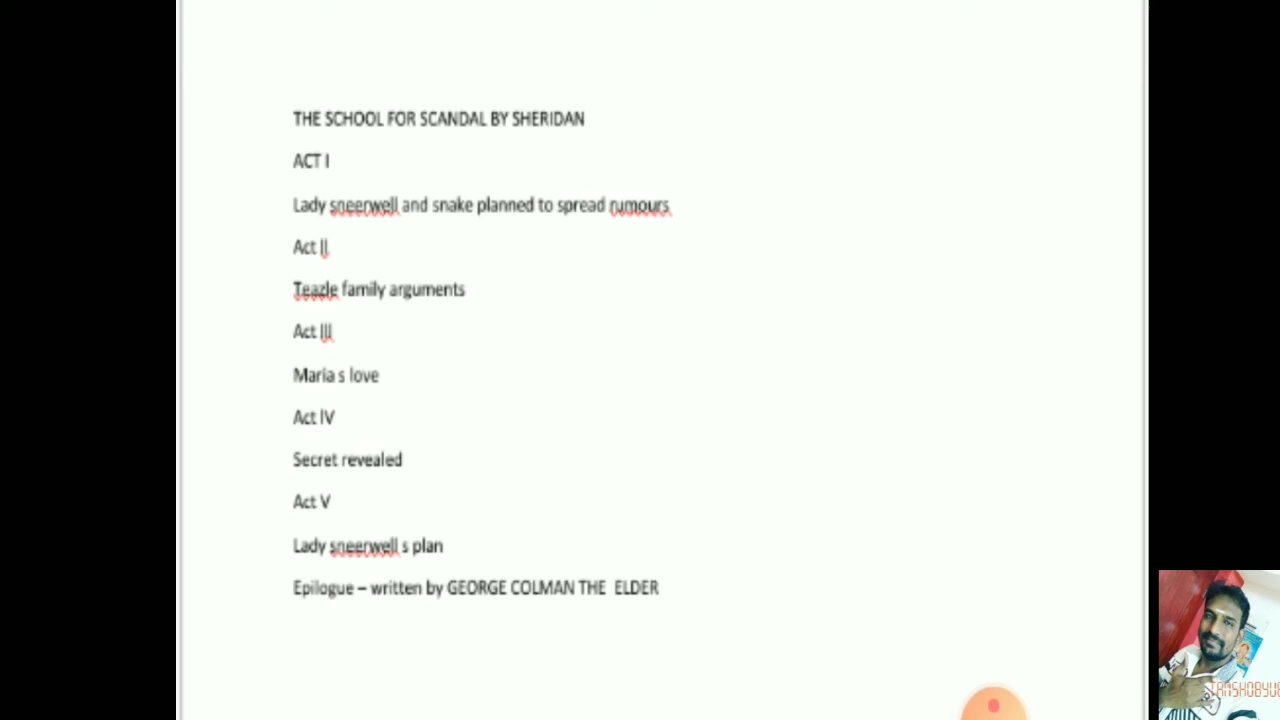 THE SCHOOL FOR SCANDAL BY SHERIDAN
ACT I
Lady sneerwell and snake planned to spread rumours
Act II
Teazle family arguments
Act III
Maria s love
Act IV
Secret revealed
Act V
Lady sneerwell s plan
Epilogue – written by GEORGE COLMAN THE ELDER